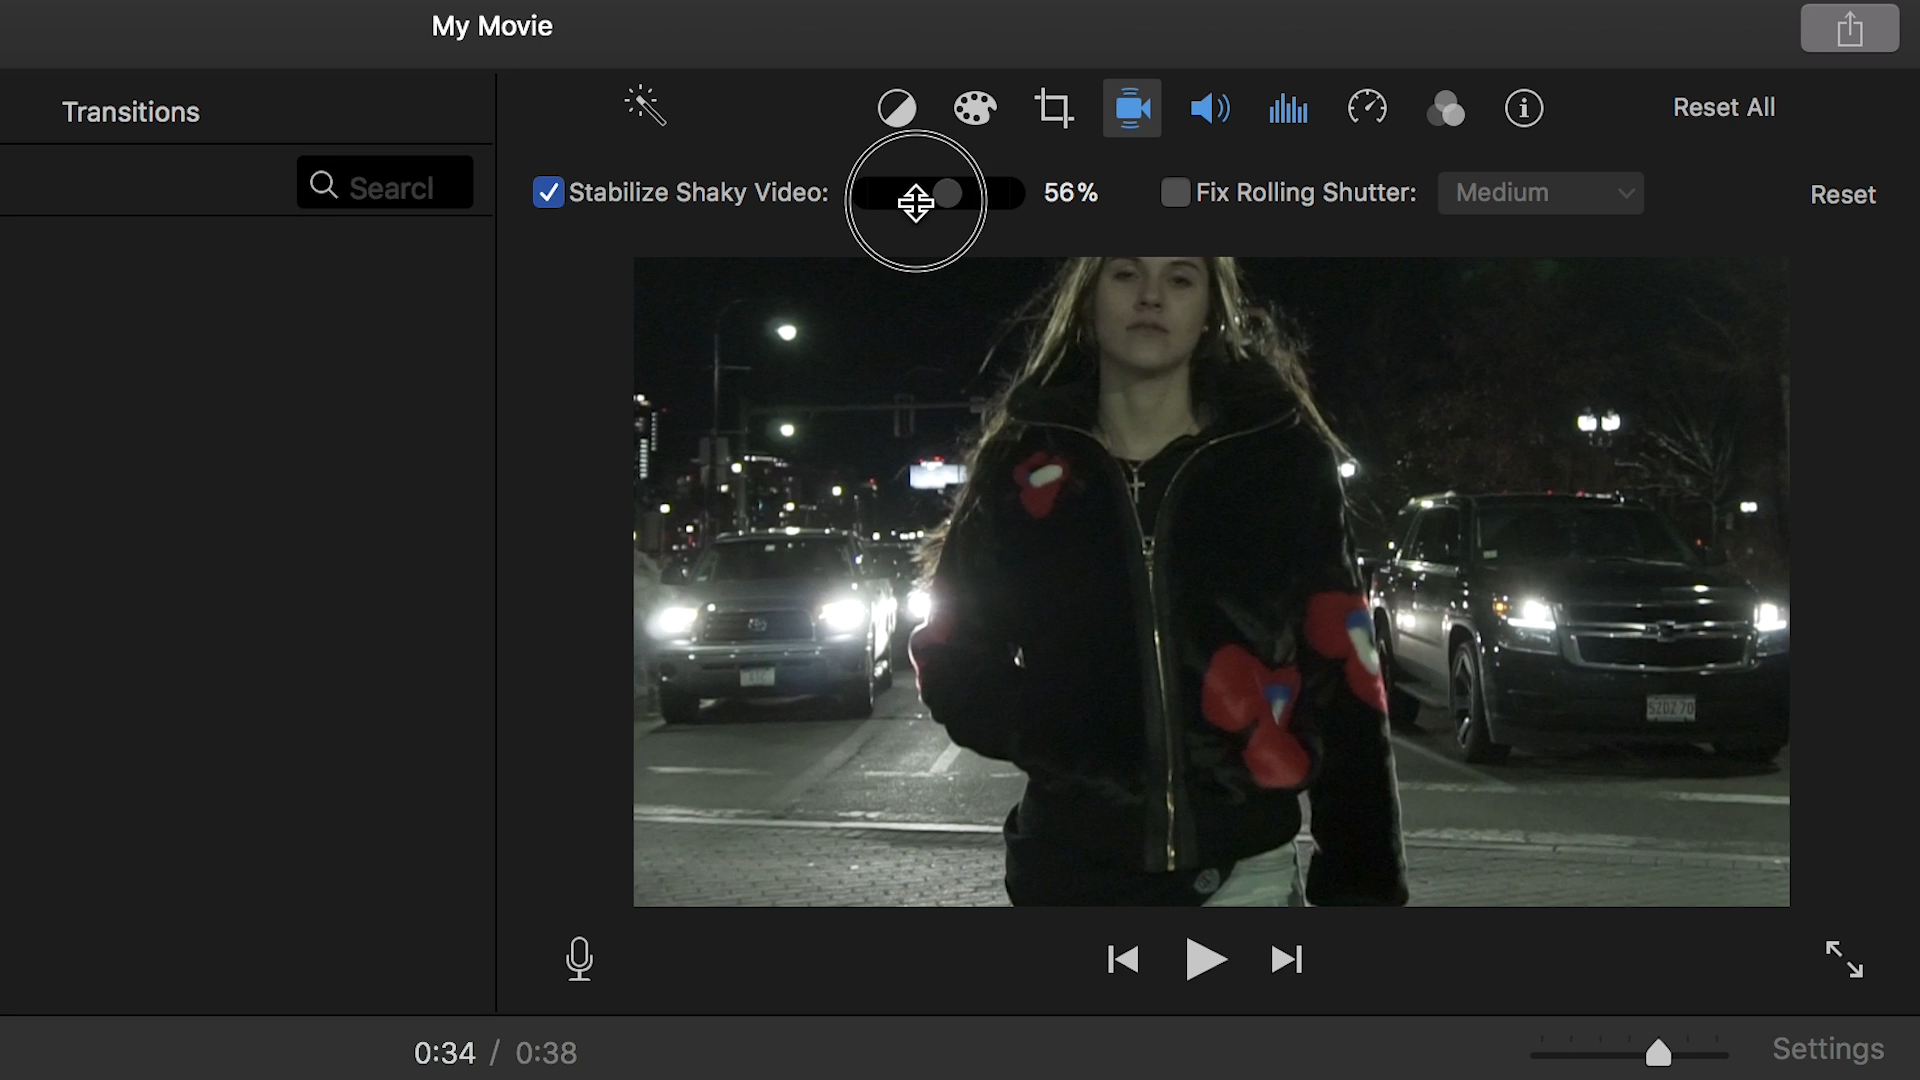 My Movie
Transitions
Reset All
Searcl
Stabilize Shaky Video:
56%
Fix Rolling Shutter:
Medium
Reset
0:34 / 0:38
Settings